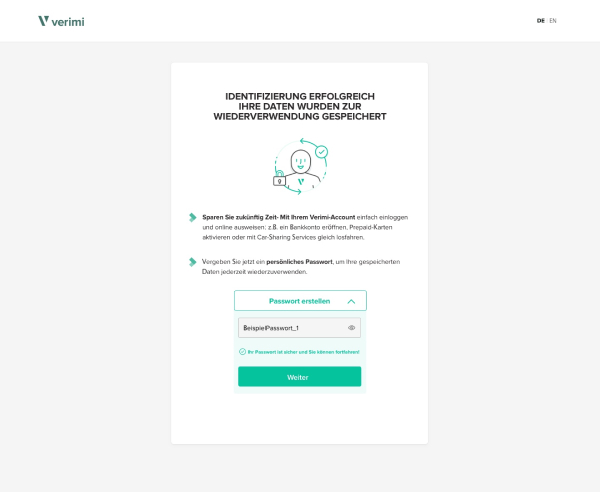 verimi
DE | EN
IDENTIFIZIERUNG ERFOLGREICH
IHRE DATEN WURDEN ZUR
WIEDERVERWENDUNG GESPEICHERT
Sparen Sie zukünftig Zeit- Mit Ihrem Verimi-Account einfach einloggen
und online ausweisen: z.B. ein Bankkonto eröffnen, Prepaid-Karten
aktivieren oder mit Car-Sharing Services gleich losfahren.
Vergeben Sie jetzt ein persönliches Passwort, um Ihre gespeicherten
Daten jederzeit wiederzuverwenden.
Passwort erstellen
BeispielPasswort_1
Ihr Passwort ist sicher und Sie können fortfahren!
Weiter